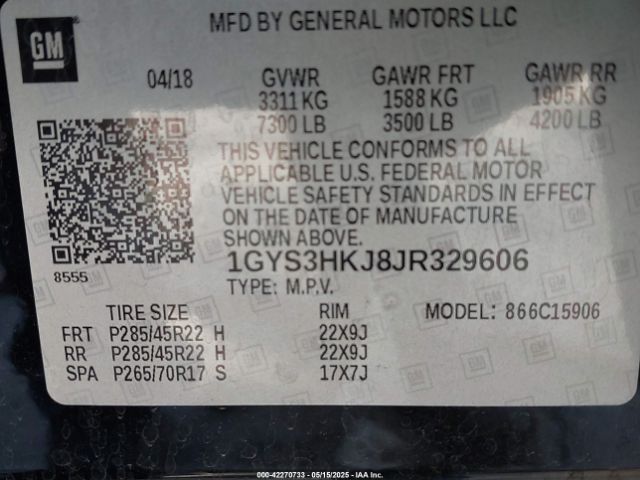 GM
MFD BY GENERAL MOTORS LLC
04/18 GVWR GAWR FRT GAWR RR
3311 KG 1588 KG 1905 KG
7300 LB 3500 LB 4200 LB
THIS VEHICLE CONFORMS TO ALL
APPLICABLE U.S. FEDERAL MOTOR
VEHICLE SAFETY STANDARDS IN EFFECT
ON THE DATE OF MANUFACTURE
SHOWN ABOVE.
8555
1GYS3HKJ8JR329606
TYPE: M.P.V.
TIRE SIZE RIM MODEL: 866C15906
FRT P285/45R22 H 22X9J
RR P285/45R22 H 22X9J
SPA P265/70R17 S 17X7J
000-42270733 - 05/15/2025 - IAAI, Inc.